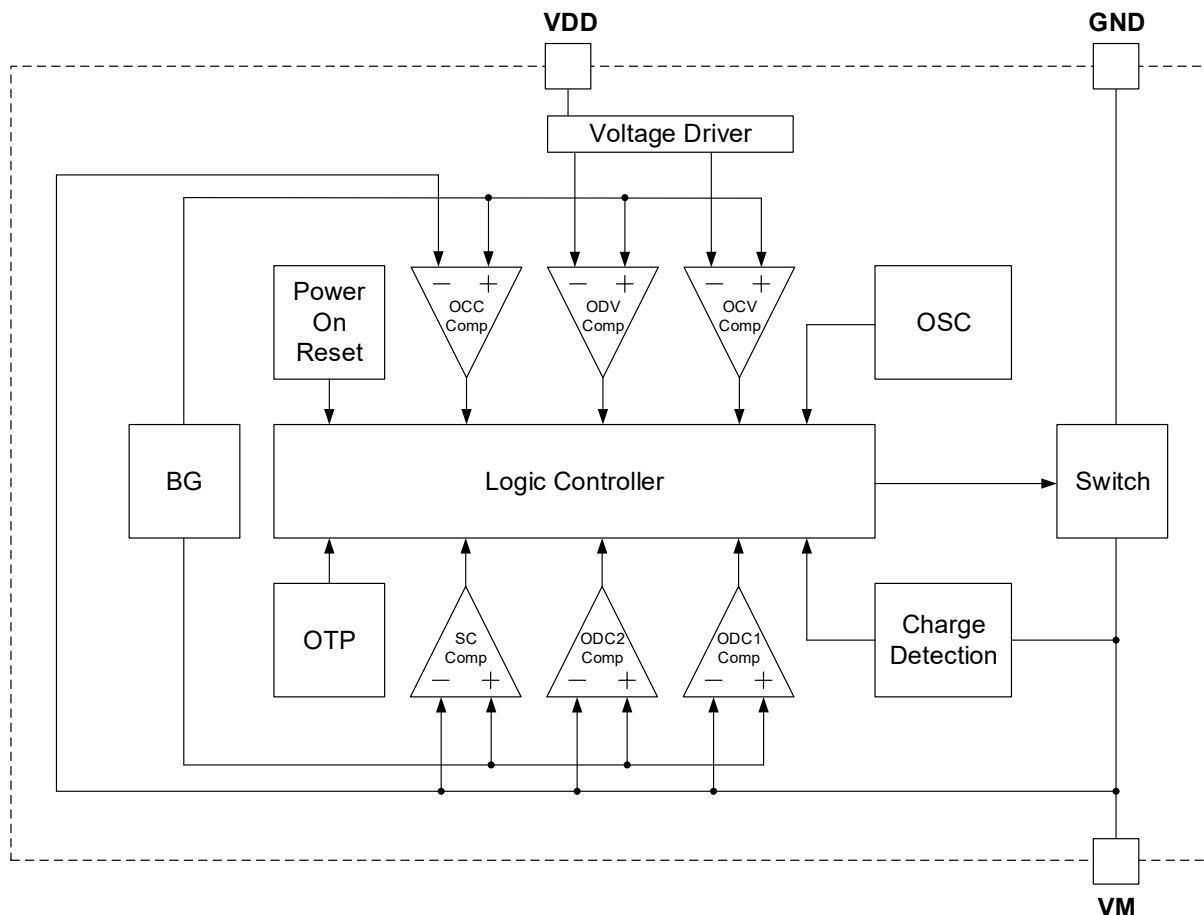 VDD
GND
Voltage Driver
Power
On
Reset
− +
OCC
Comp
− +
ODV
Comp
− +
OCV
Comp
OSC
BG
Logic Controller
Switch
OTP
SC
Comp
− +
ODC2
Comp
− +
ODC1
Comp
− +
Charge
Detection
VM